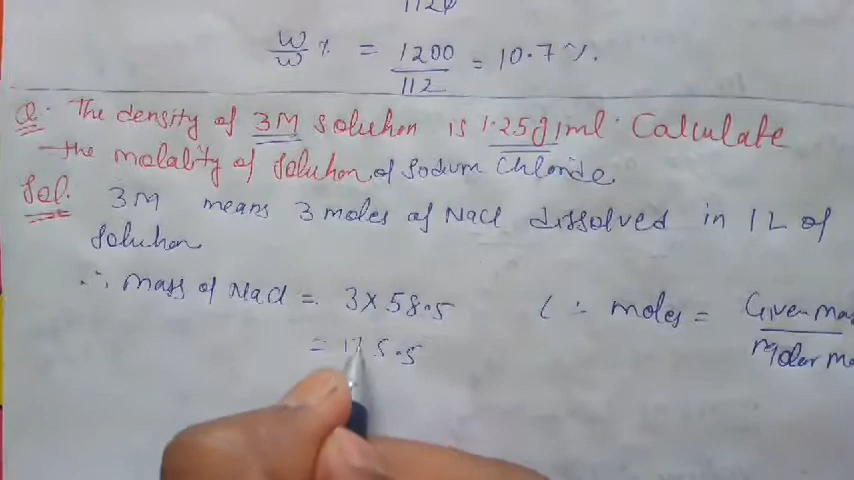 W/w % = 1200/112 = 10.7 %.
Q. The density of 3M solution is 1.25g/ml. Calculate
the molality of solution of Sodium Chloride.
Sol. 3M means 3 moles of NaCl dissolved in 1L of
solution
∴ mass of NaCl = 3 × 58.5 ( ∵ moles = Given mas/Molar m
= 175.5